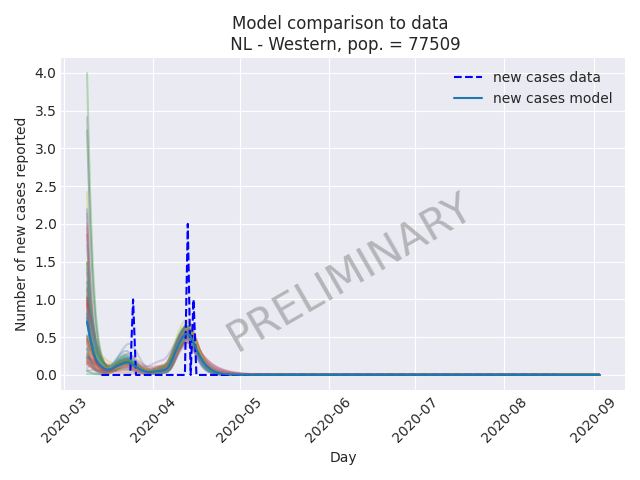 Model comparison to data
NL - Western, pop. = 77509
Number of new cases reported
4.0
3.5
3.0
2.5
2.0
1.5
1.0
0.5
0.0
new cases data
new cases model
PRELIMINARY
2020-03
2020-04
2020-05
2020-06
2020-07
2020-08
2020-09
Day